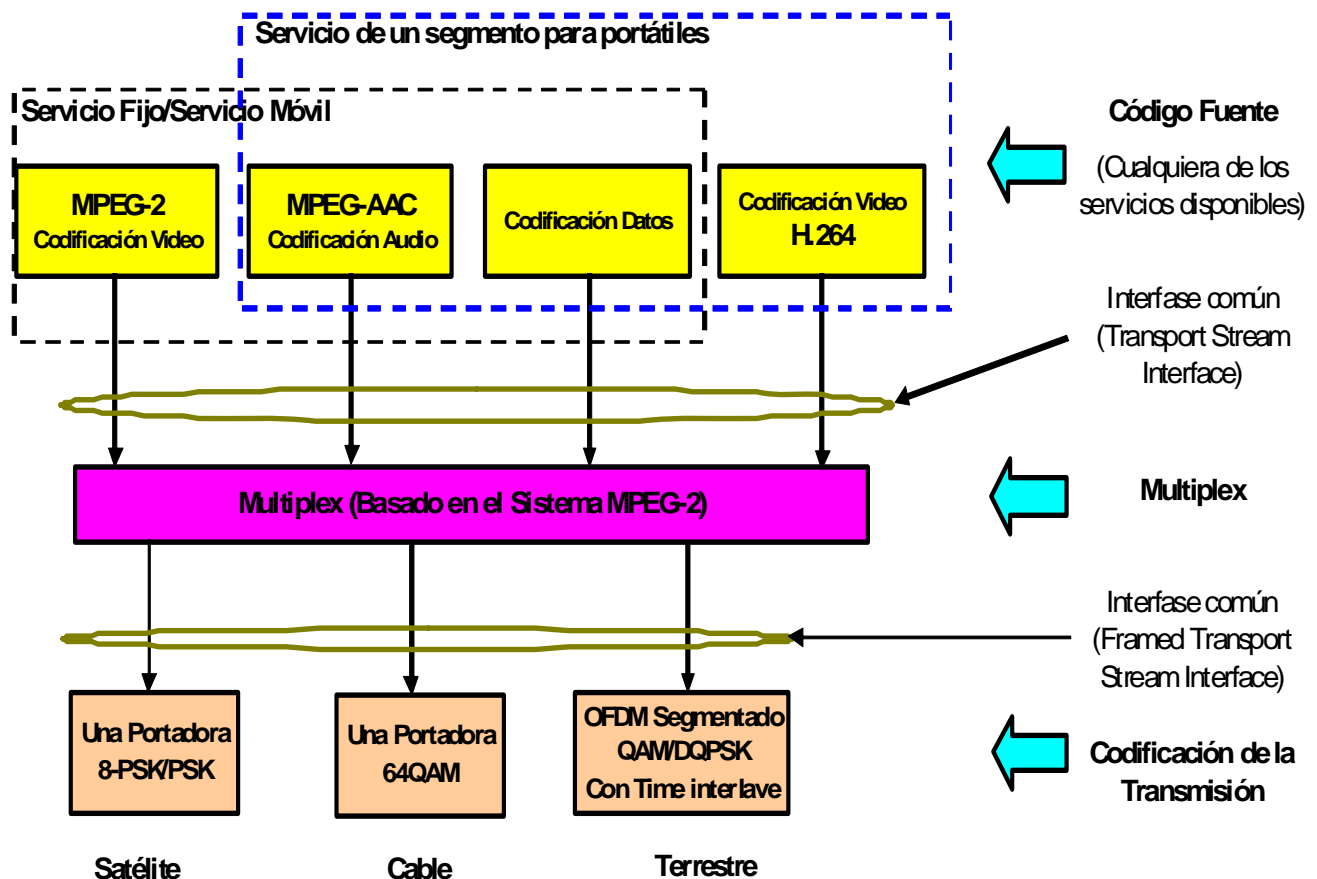 Servicio de un segmento para portátiles
Servicio Fijo/Servicio Móvil
MPEG-2
Codificación Video
MPEG-AAC
Codificación Audio
Codificación Datos
Codificación Video
H.264
Código Fuente
(Cualquiera de los
servicios disponibles)
Interfase común
(Transport Stream
Interface)
Multiplex (Basado en el Sistema MPEG-2)
Multiplex
Interfase común
(Framed Transport
Stream Interface)
Una Portadora
8-PSK/PSK
Una Portadora
64QAM
OFDM Segmentado
QAM/DQPSK
Con Time interlave
Codificación de la
Transmisión
Satélite
Cable
Terrestre